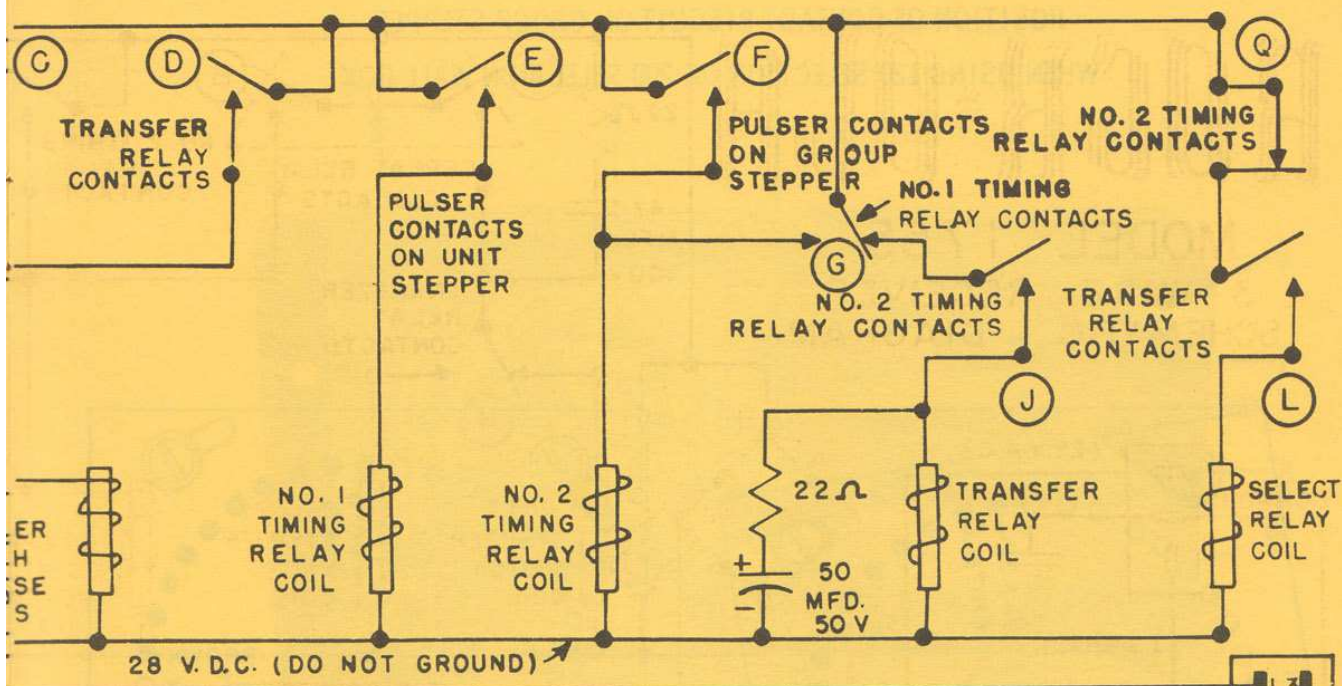 C
D
E
F
Q
TRANSFER
RELAY
CONTACTS
PULSER
CONTACTS
ON UNIT
STEPPER
PULSER CONTACTS
ON GROUP
STEPPER
NO. 1 TIMING
RELAY CONTACTS
NO. 2 TIMING
RELAY CONTACTS
G
NO. 2 TIMING
RELAY CONTACTS
TRANSFER
RELAY
CONTACTS
J
L
ER
H
SE
S
NO. 1
TIMING
RELAY
COIL
NO. 2
TIMING
RELAY
COIL
22Ω
+
50
MFD.
50 V
-
TRANSFER
RELAY
COIL
SELECT
RELAY
COIL
28 V. D.C. (DO NOT GROUND)